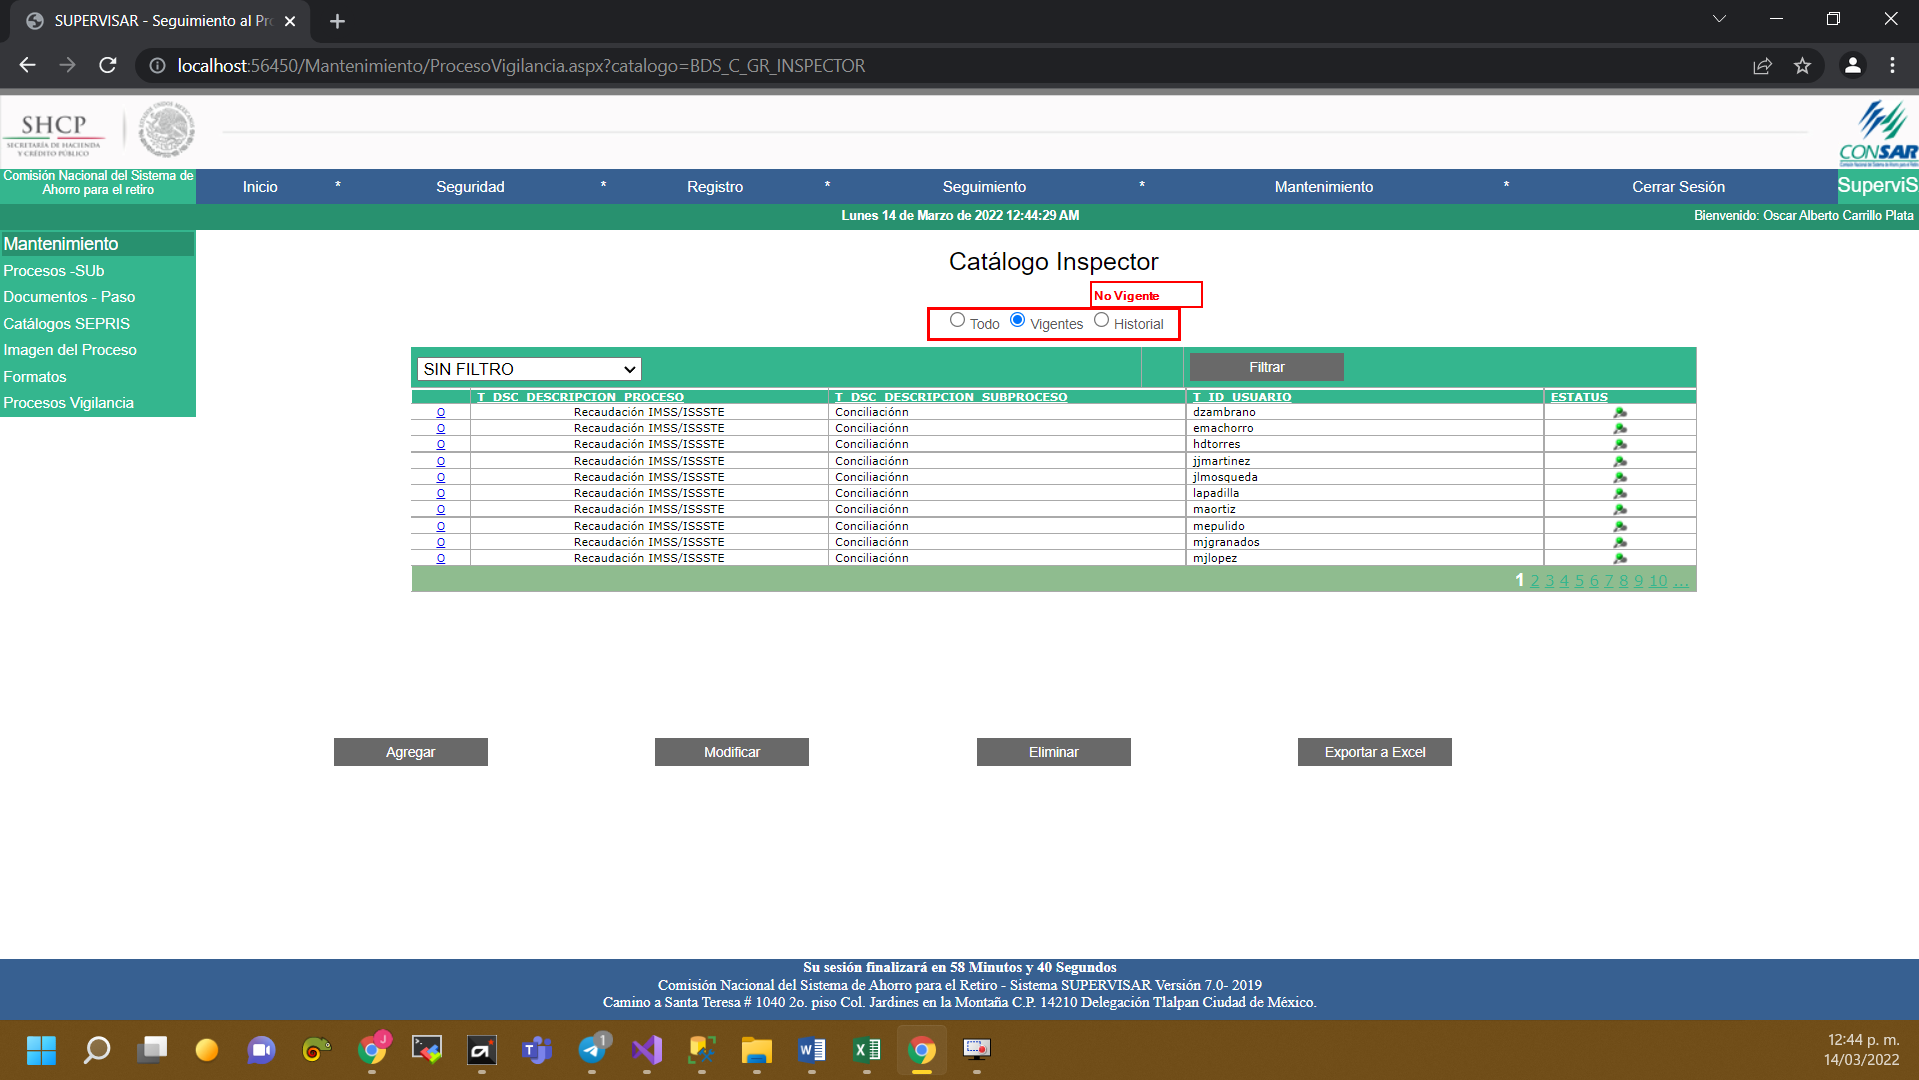 SUPERVISAR - Seguimiento al Pro
localhost:56450/Mantenimiento/ProcesoVigilancia.aspx?catalogo=BDS_C_GR_INSPECTOR
SHCP
SECRETARÍA DE HACIENDA
Y CRÉDITO PÚBLICO
CONSAR
Comisión Nacional del Sistema de
Ahorro para el retiro
Inicio * Seguridad * Registro * Seguimiento * Mantenimiento * Cerrar Sesión
SuperviS
Lunes 14 de Marzo de 2022 12:44:29 AM
Bienvenido: Oscar Alberto Carrillo Plata
Mantenimiento
Procesos -SUb
Documentos - Paso
Catálogos SEPRIS
Imagen del Proceso
Formatos
Procesos Vigilancia
Catálogo Inspector
No Vigente
Todo Vigentes Historial
SIN FILTRO Filtrar
T_DSC_DESCRIPCION_PROCESO T_DSC_DESCRIPCION_SUBPROCESO T_ID_USUARIO ESTATUS
O Recaudación IMSS/ISSSTE Conciliaciónn dzambrano
O Recaudación IMSS/ISSSTE Conciliaciónn emachorro
O Recaudación IMSS/ISSSTE Conciliaciónn hdtorres
O Recaudación IMSS/ISSSTE Conciliaciónn jjmartinez
O Recaudación IMSS/ISSSTE Conciliaciónn jlmosqueda
O Recaudación IMSS/ISSSTE Conciliaciónn lapadilla
O Recaudación IMSS/ISSSTE Conciliaciónn maortiz
O Recaudación IMSS/ISSSTE Conciliaciónn mepulido
O Recaudación IMSS/ISSSTE Conciliaciónn mjgranados
O Recaudación IMSS/ISSSTE Conciliaciónn mjlopez
1 2 3 4 5 6 7 8 9 10 ...
Agregar Modificar Eliminar Exportar a Excel
Su sesión finalizará en 58 Minutos y 40 Segundos
Comisión Nacional del Sistema de Ahorro para el Retiro - Sistema SUPERVISAR Versión 7.0- 2019
Camino a Santa Teresa # 1040 2o. piso Col. Jardines en la Montaña C.P. 14210 Delegación Tlalpan Ciudad de México.
J
1
12:44 p. m.
14/03/2022